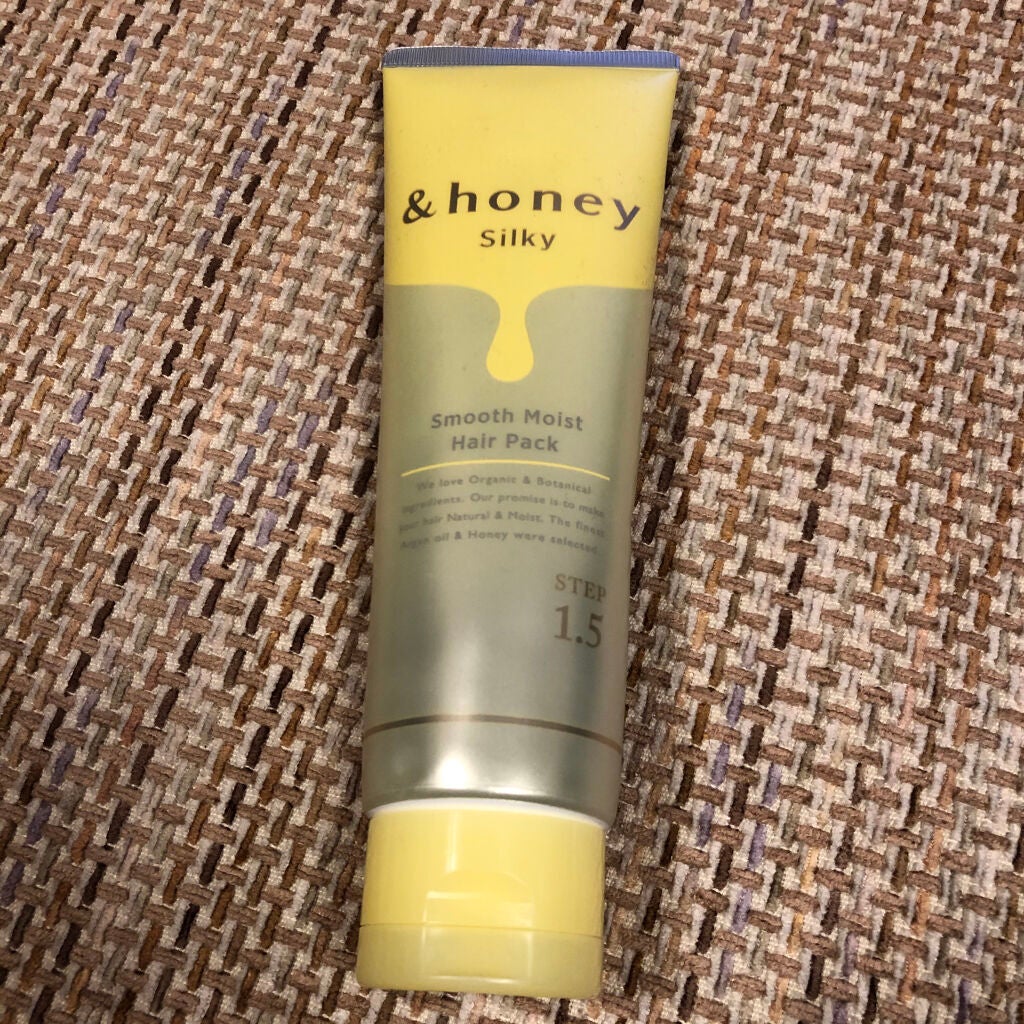 & honey
Silky
Smooth Moist
Hair Pack
We love Organic & Botanical
ingredients. Our promise is to make
your hair Natural & Moist. The finest
Argan oil & Honey were selected.
STEP
1.5